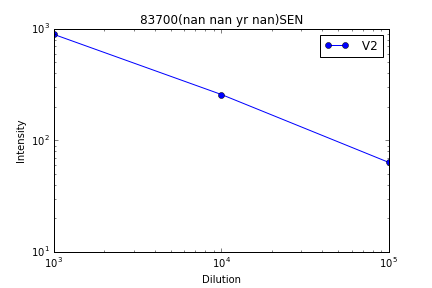 83700(nan nan yr nan)SEN
V2
Intensity
10³
10²
10¹
10³ 10⁴ 10⁵
Dilution